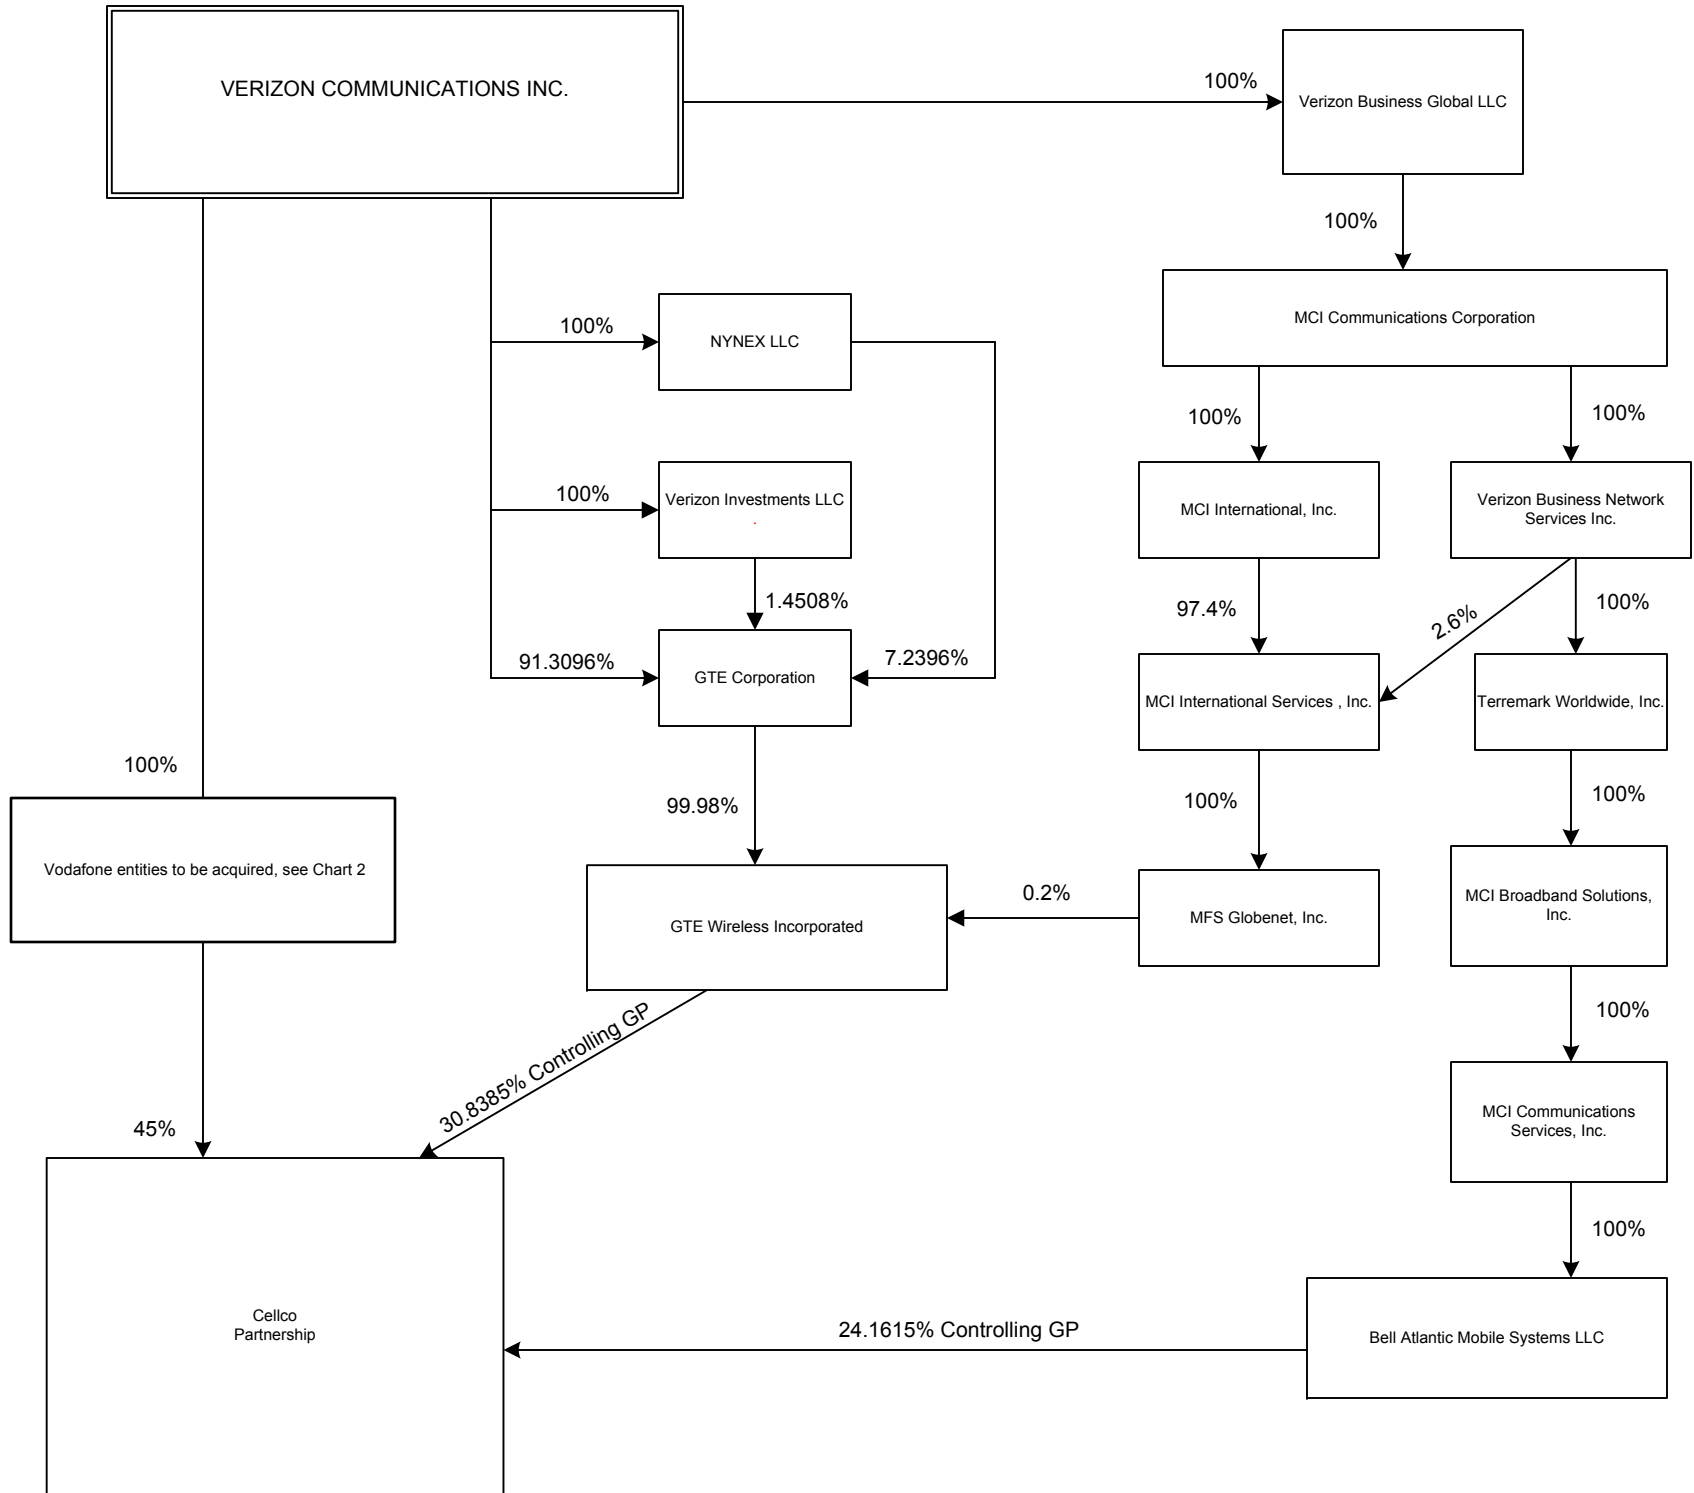 VERIZON COMMUNICATIONS INC.
100%
Verizon Business Global LLC
100%
MCI Communications Corporation
100%
NYNEX LLC
100%
100%
100%
Verizon Investments LLC
.
MCI International, Inc.
Verizon Business Network
Services Inc.
1.4508%
97.4%
2.6%
100%
91.3096%
GTE Corporation
7.2396%
MCI International Services , Inc.
Terremark Worldwide, Inc.
100%
99.98%
100%
100%
Vodafone entities to be acquired, see Chart 2
GTE Wireless Incorporated
0.2%
MFS Globenet, Inc.
MCI Broadband Solutions,
Inc.
100%
30.8385% Controlling GP
45%
MCI Communications
Services, Inc.
100%
Cellco
Partnership
24.1615% Controlling GP
Bell Atlantic Mobile Systems LLC